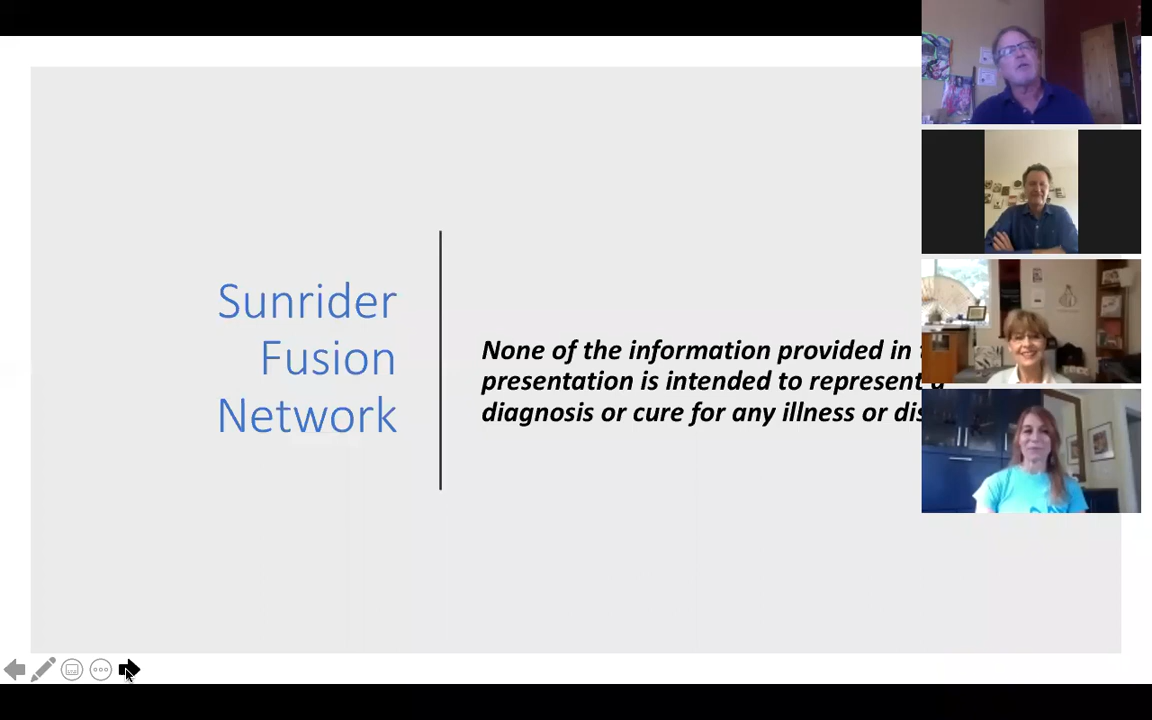 Sunrider
Fusion
Network
None of the information provided in
presentation is intended to represent
diagnosis or cure for any illness or